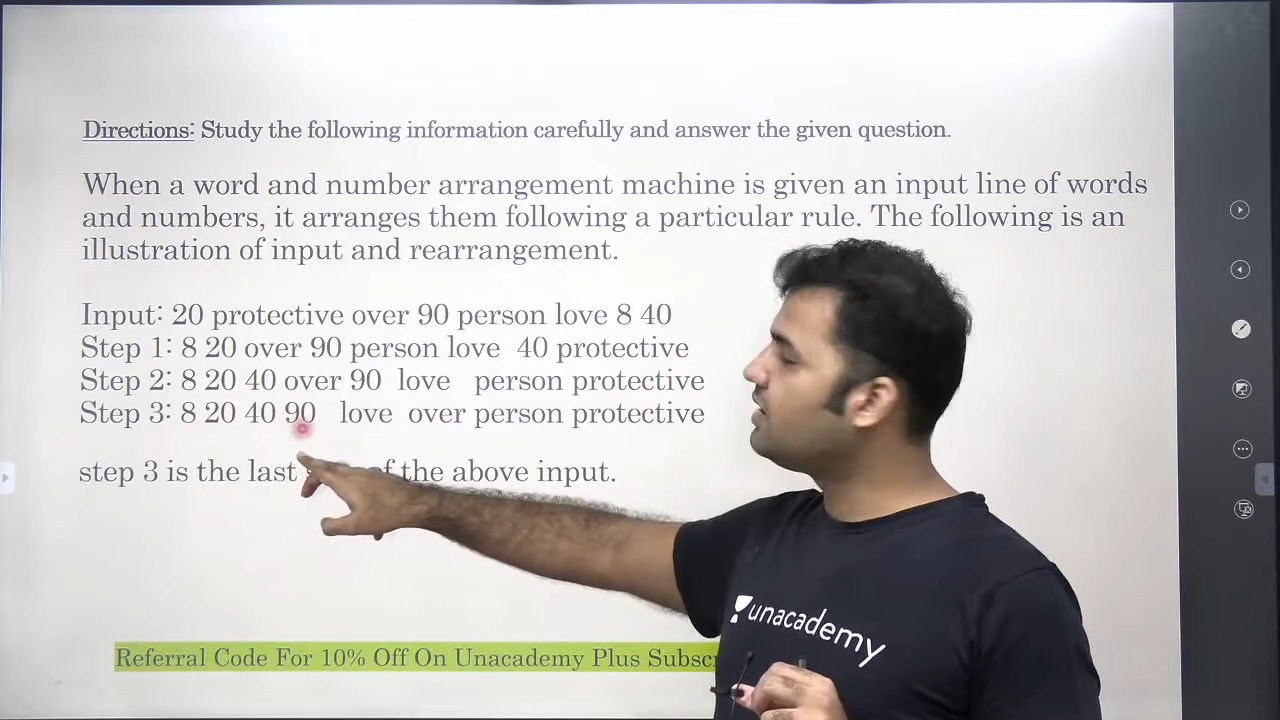 Directions: Study the following information carefully and answer the given question.
When a word and number arrangement machine is given an input line of words
and numbers, it arranges them following a particular rule. The following is an
illustration of input and rearrangement.
Input: 20 protective over 90 person love 8 40
Step 1: 8 20 over 90 person love 40 protective
Step 2: 8 20 40 over 90 love person protective
Step 3: 8 20 40 90 love over person protective
step 3 is the last of the above input.
Referral Code For 10% Off On Unacademy Plus
unacademy